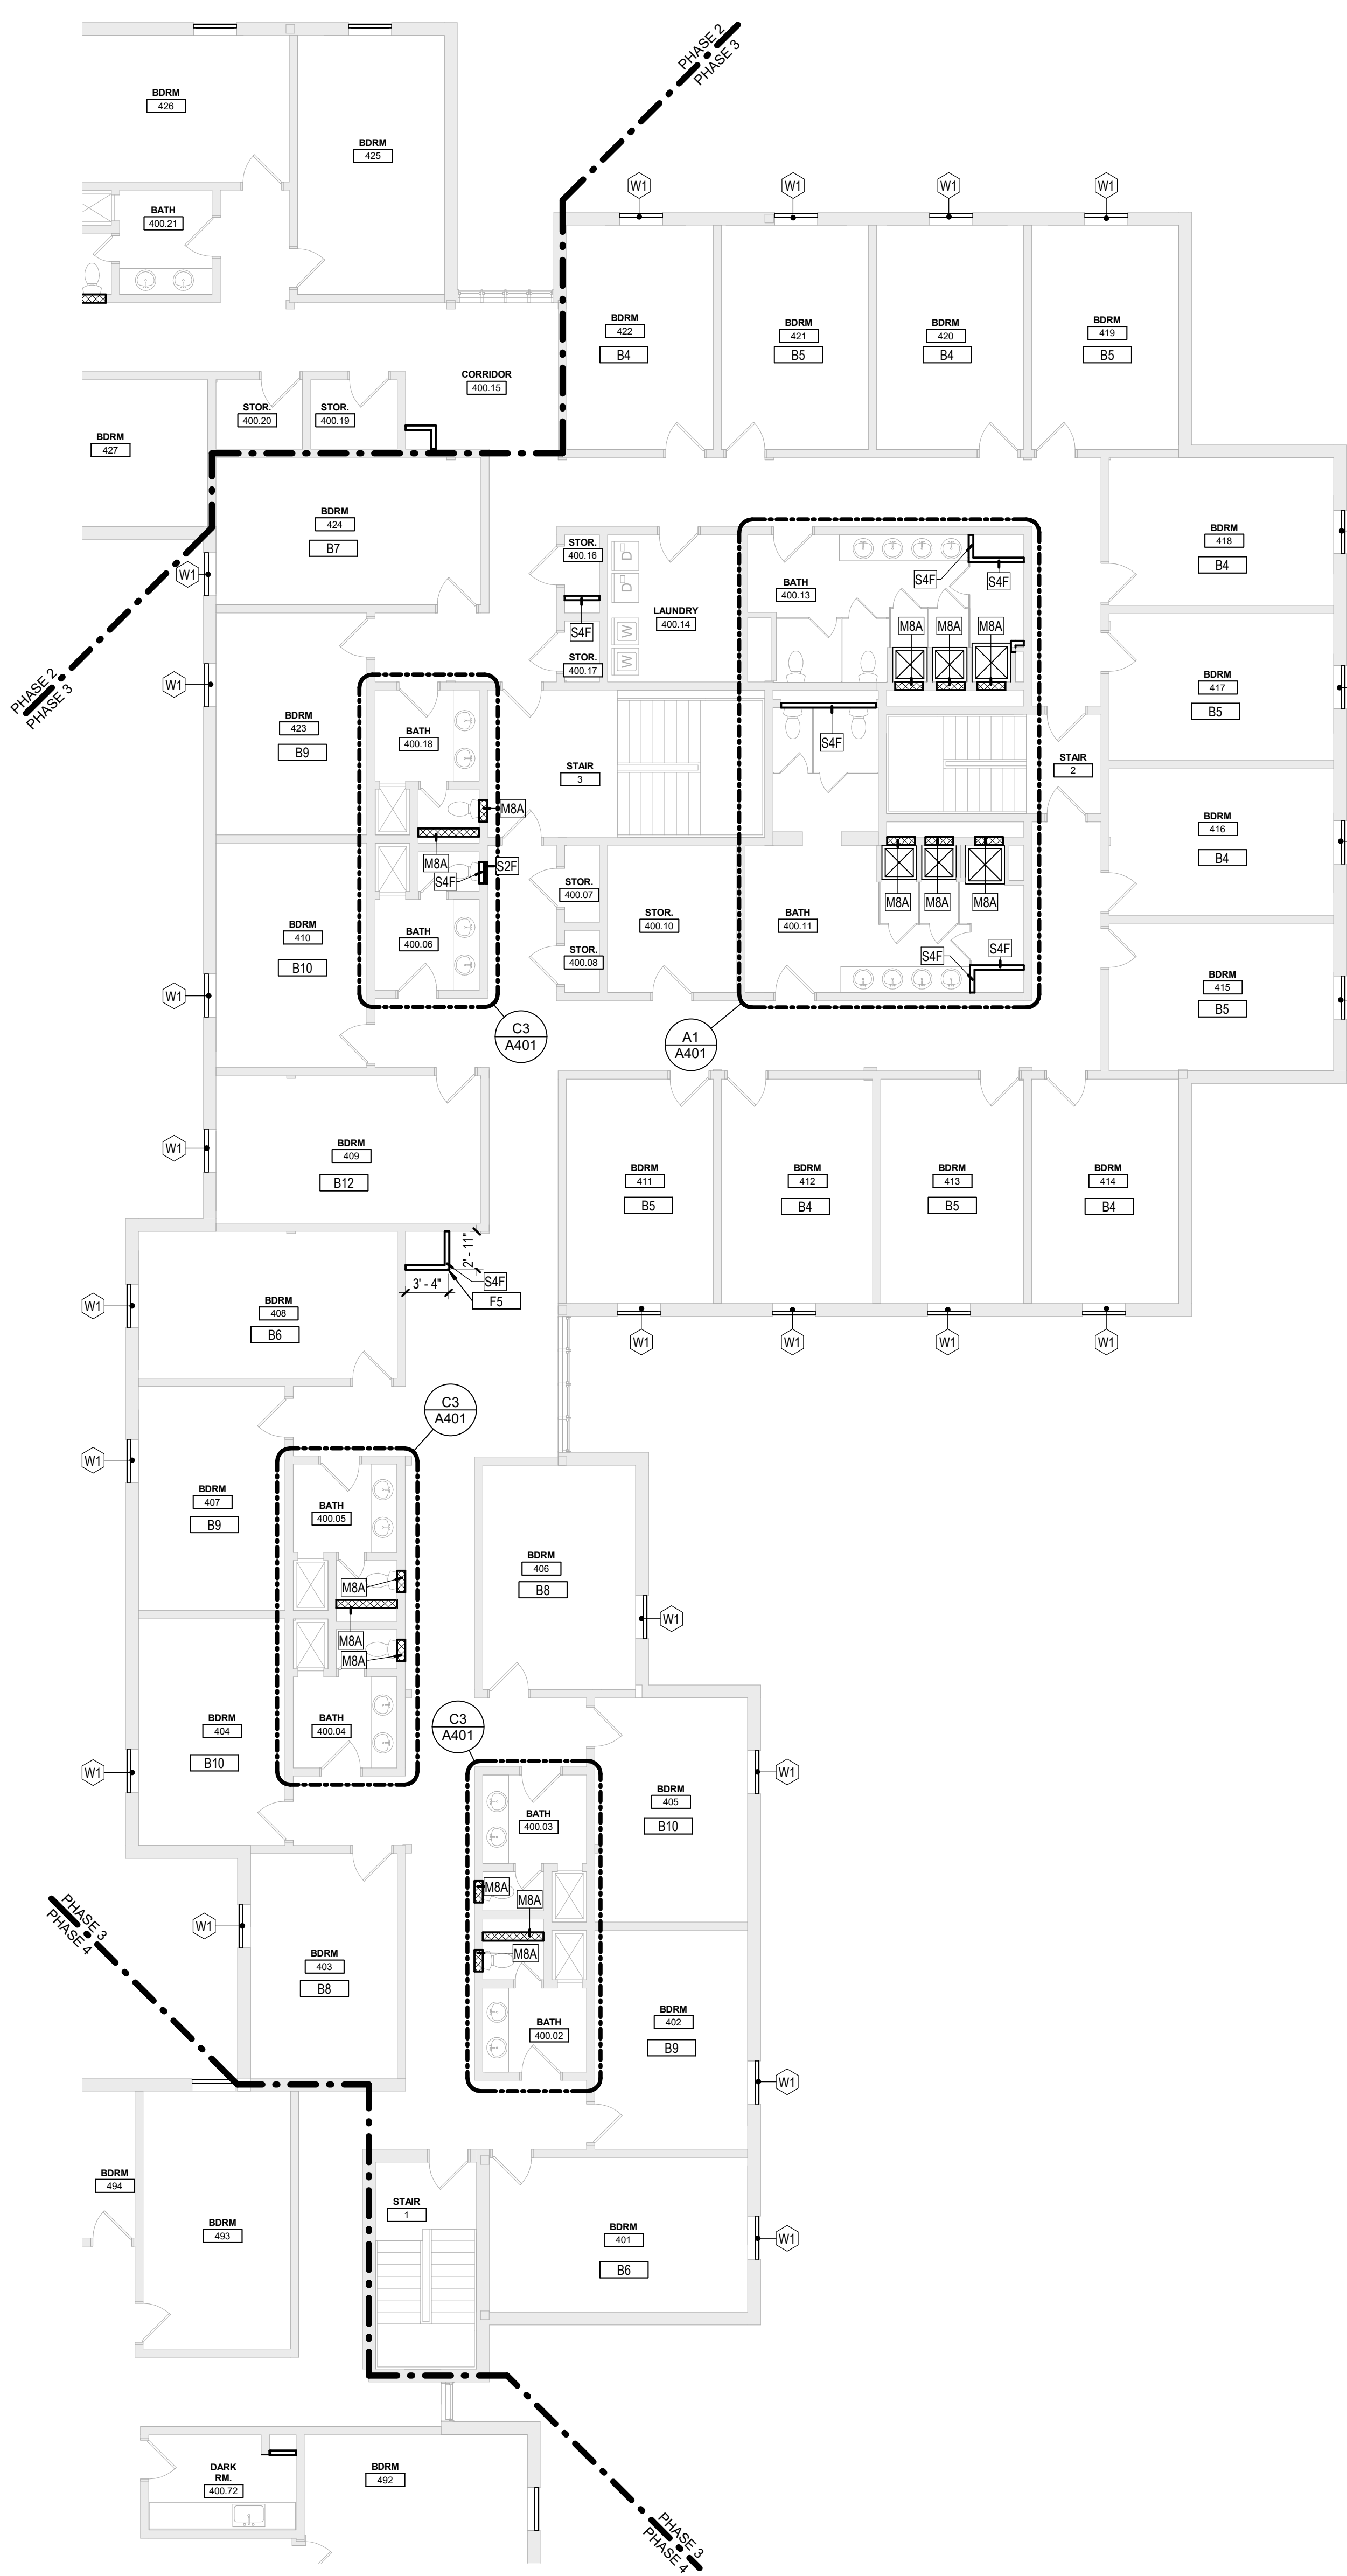 PHASE 2
PHASE 3
BDRM
426
BDRM
425
BATH
400.21
W1
W1
W1
W1
BDRM
422
B4
BDRM
421
B5
BDRM
420
B4
BDRM
419
B5
CORRIDOR
400.15
STOR.
400.20
STOR.
400.19
BDRM
427
BDRM
424
B7
W1
STOR.
400.16
D
D
LAUNDRY
400.14
S4F
STOR.
400.17
W
W
BATH
400.13
S4F
S4F
M8A
M8A
M8A
BDRM
418
B4
BDRM
417
B5
PHASE 2
PHASE 3
W1
BDRM
423
B9
BATH
400.18
STAIR
3
S4F
STAIR
2
M8A
M8A
S4F
S2F
BDRM
416
B4
STOR.
400.07
STOR.
400.10
STOR.
400.08
BATH
400.11
M8A
M8A
M8A
S4F
S4F
BDRM
410
B10
BATH
400.06
W1
C3
A401
A1
A401
BDRM
415
B5
W1
BDRM
409
B12
BDRM
411
B5
BDRM
412
B4
BDRM
413
B5
BDRM
414
B4
2' - 11"
3' - 4"
S4F
F5
W1
BDRM
408
B6
W1
W1
W1
W1
C3
A401
W1
BDRM
407
B9
BATH
400.05
M8A
M8A
M8A
BDRM
406
B8
W1
BDRM
404
B10
BATH
400.04
W1
C3
A401
W1
BDRM
405
B10
BATH
400.03
M8A
M8A
M8A
PHASE 3
PHASE 4
W1
BDRM
403
B8
BATH
400.02
BDRM
402
B9
W1
BDRM
494
BDRM
493
STAIR
1
BDRM
401
B6
W1
DARK
RM.
400.72
BDRM
492
PHASE 3
PHASE 4